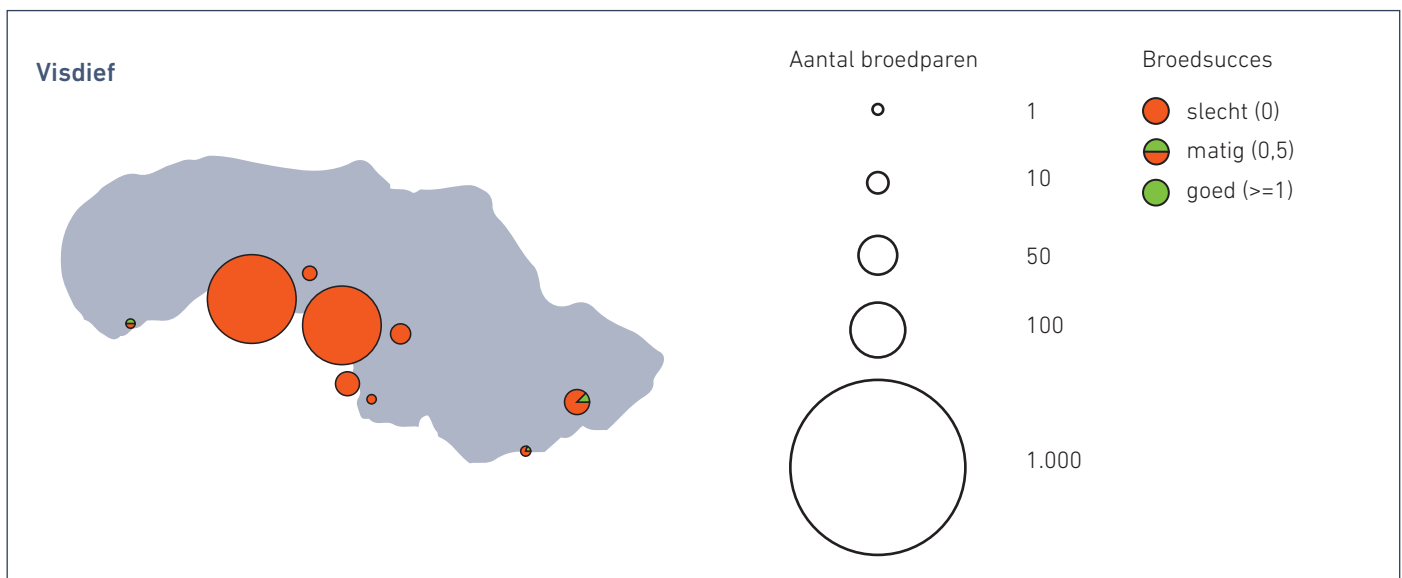 Visdief
Aantal broedparen
1
10
50
100
1.000
Broedsucces
slecht (0)
matig (0,5)
goed (>=1)